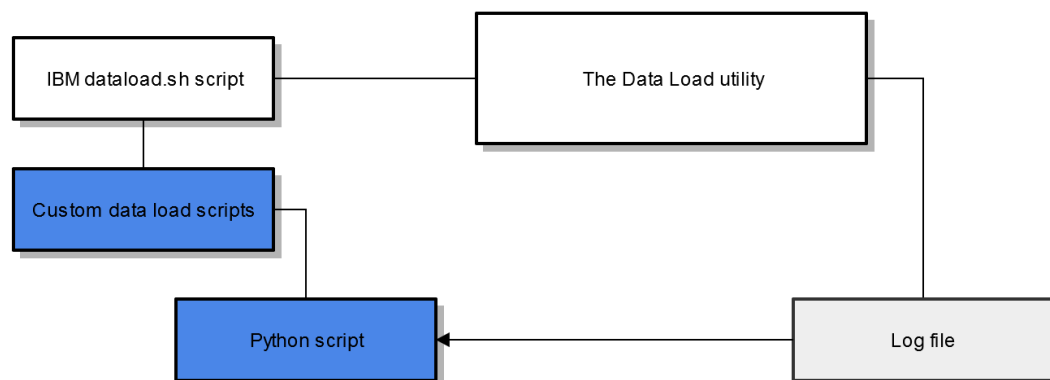 IBM dataload.sh script
The Data Load utility
Custom data load scripts
Python script
Log file